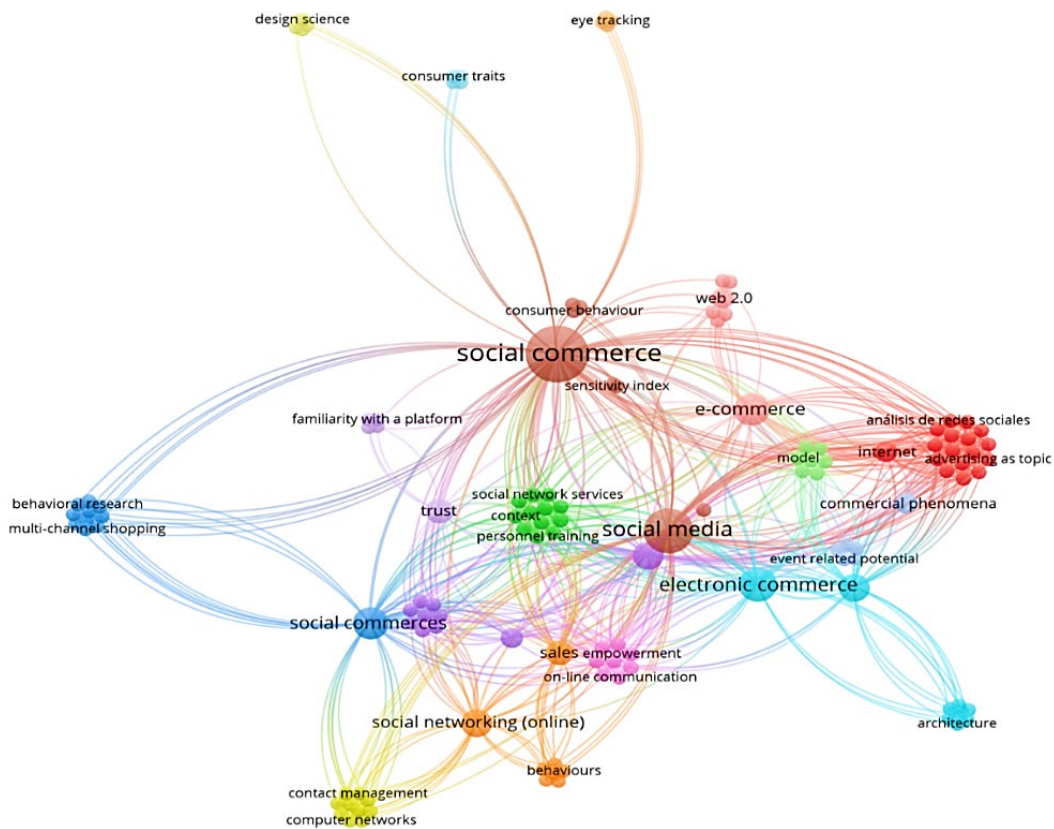 design science
eye tracking
consumer traits
web 2.0
consumer behaviour
social commerce
sensitivity index
e-commerce
familiarity with a platform
análisis de redes sociales
internet
model
advertising as topic
social network services
behavioral research
commercial phenomena
trust
context
multi-channel shopping
social media
personnel training
event related potential
electronic commerce
social commerces
sales
empowerment
on-line communication
social networking (online)
architecture
behaviours
contact management
computer networks